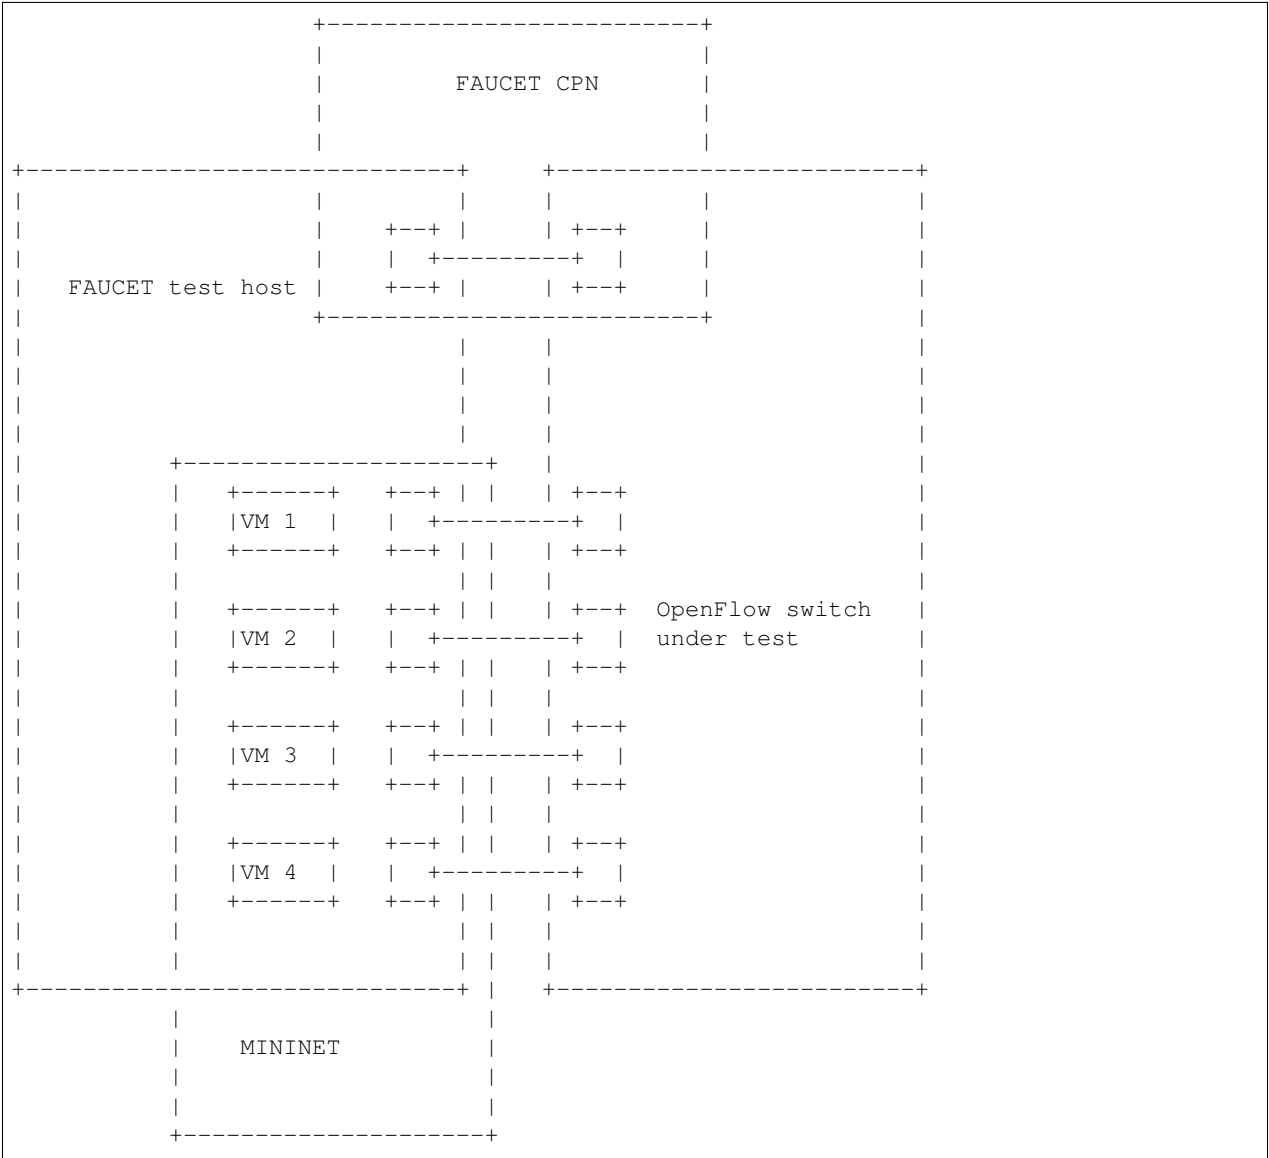 FAUCET CPN
FAUCET test host
VM 1
VM 2
OpenFlow switch
under test
VM 3
VM 4
MININET